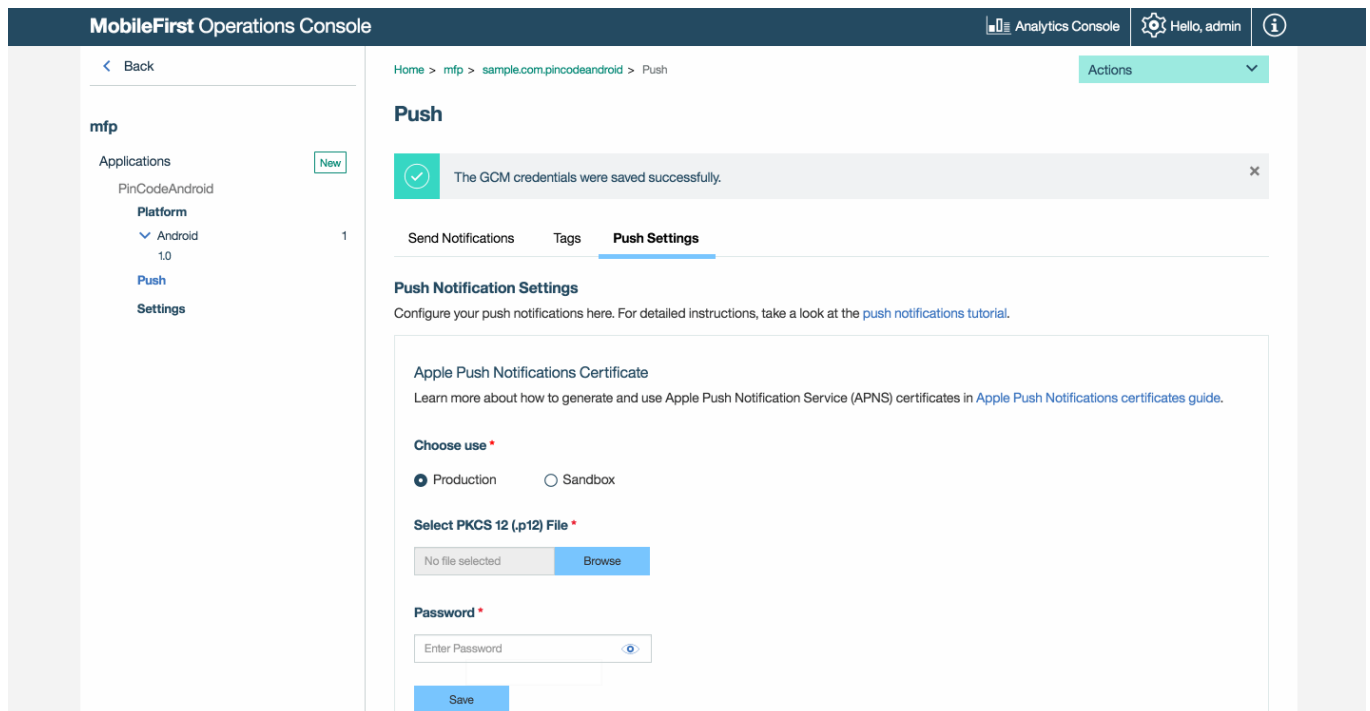 MobileFirst Operations Console
Analytics Console
Hello, admin
Back
mfp
Applications
New
PinCodeAndroid
Platform
Android
1
1.0
Push
Settings
Home > mfp > sample.com.pincodeandroid > Push
Actions
Push
The GCM credentials were saved successfully.
Send Notifications
Tags
Push Settings
Push Notification Settings
Configure your push notifications here. For detailed instructions, take a look at the push notifications tutorial.
Apple Push Notifications Certificate
Learn more about how to generate and use Apple Push Notification Service (APNS) certificates in Apple Push Notifications certificates guide.
Choose use *
Production
Sandbox
Select PKCS 12 (.p12) File *
No file selected
Browse
Password *
Enter Password
Save